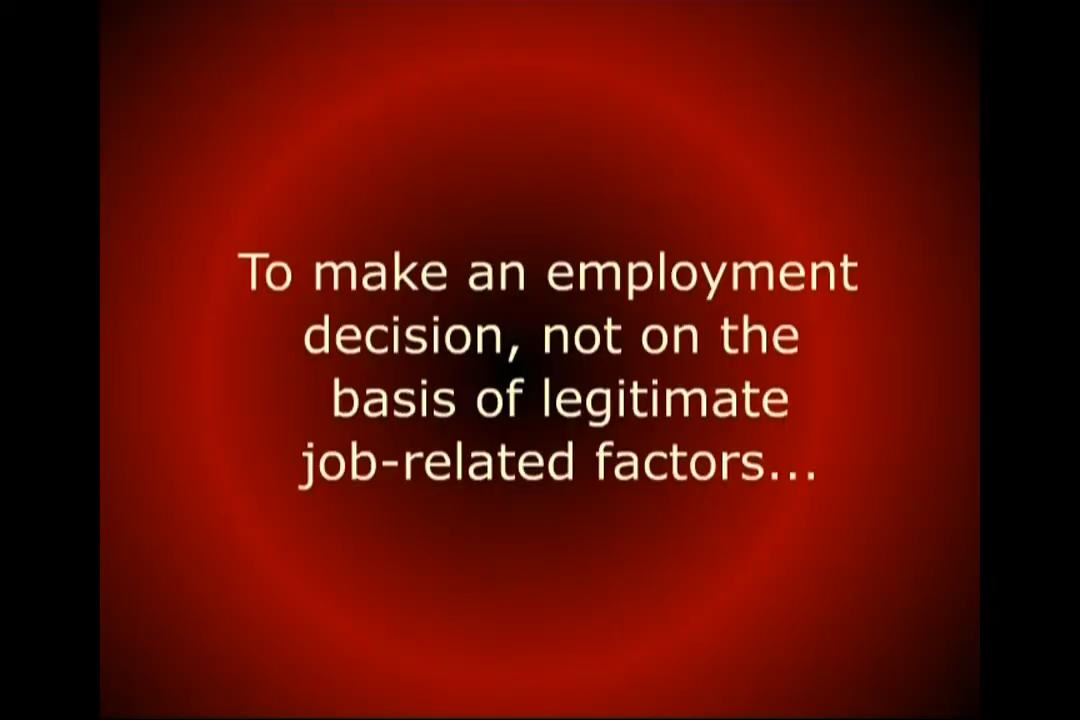 To make an employment
decision, not on the
basis of legitimate
job-related factors...